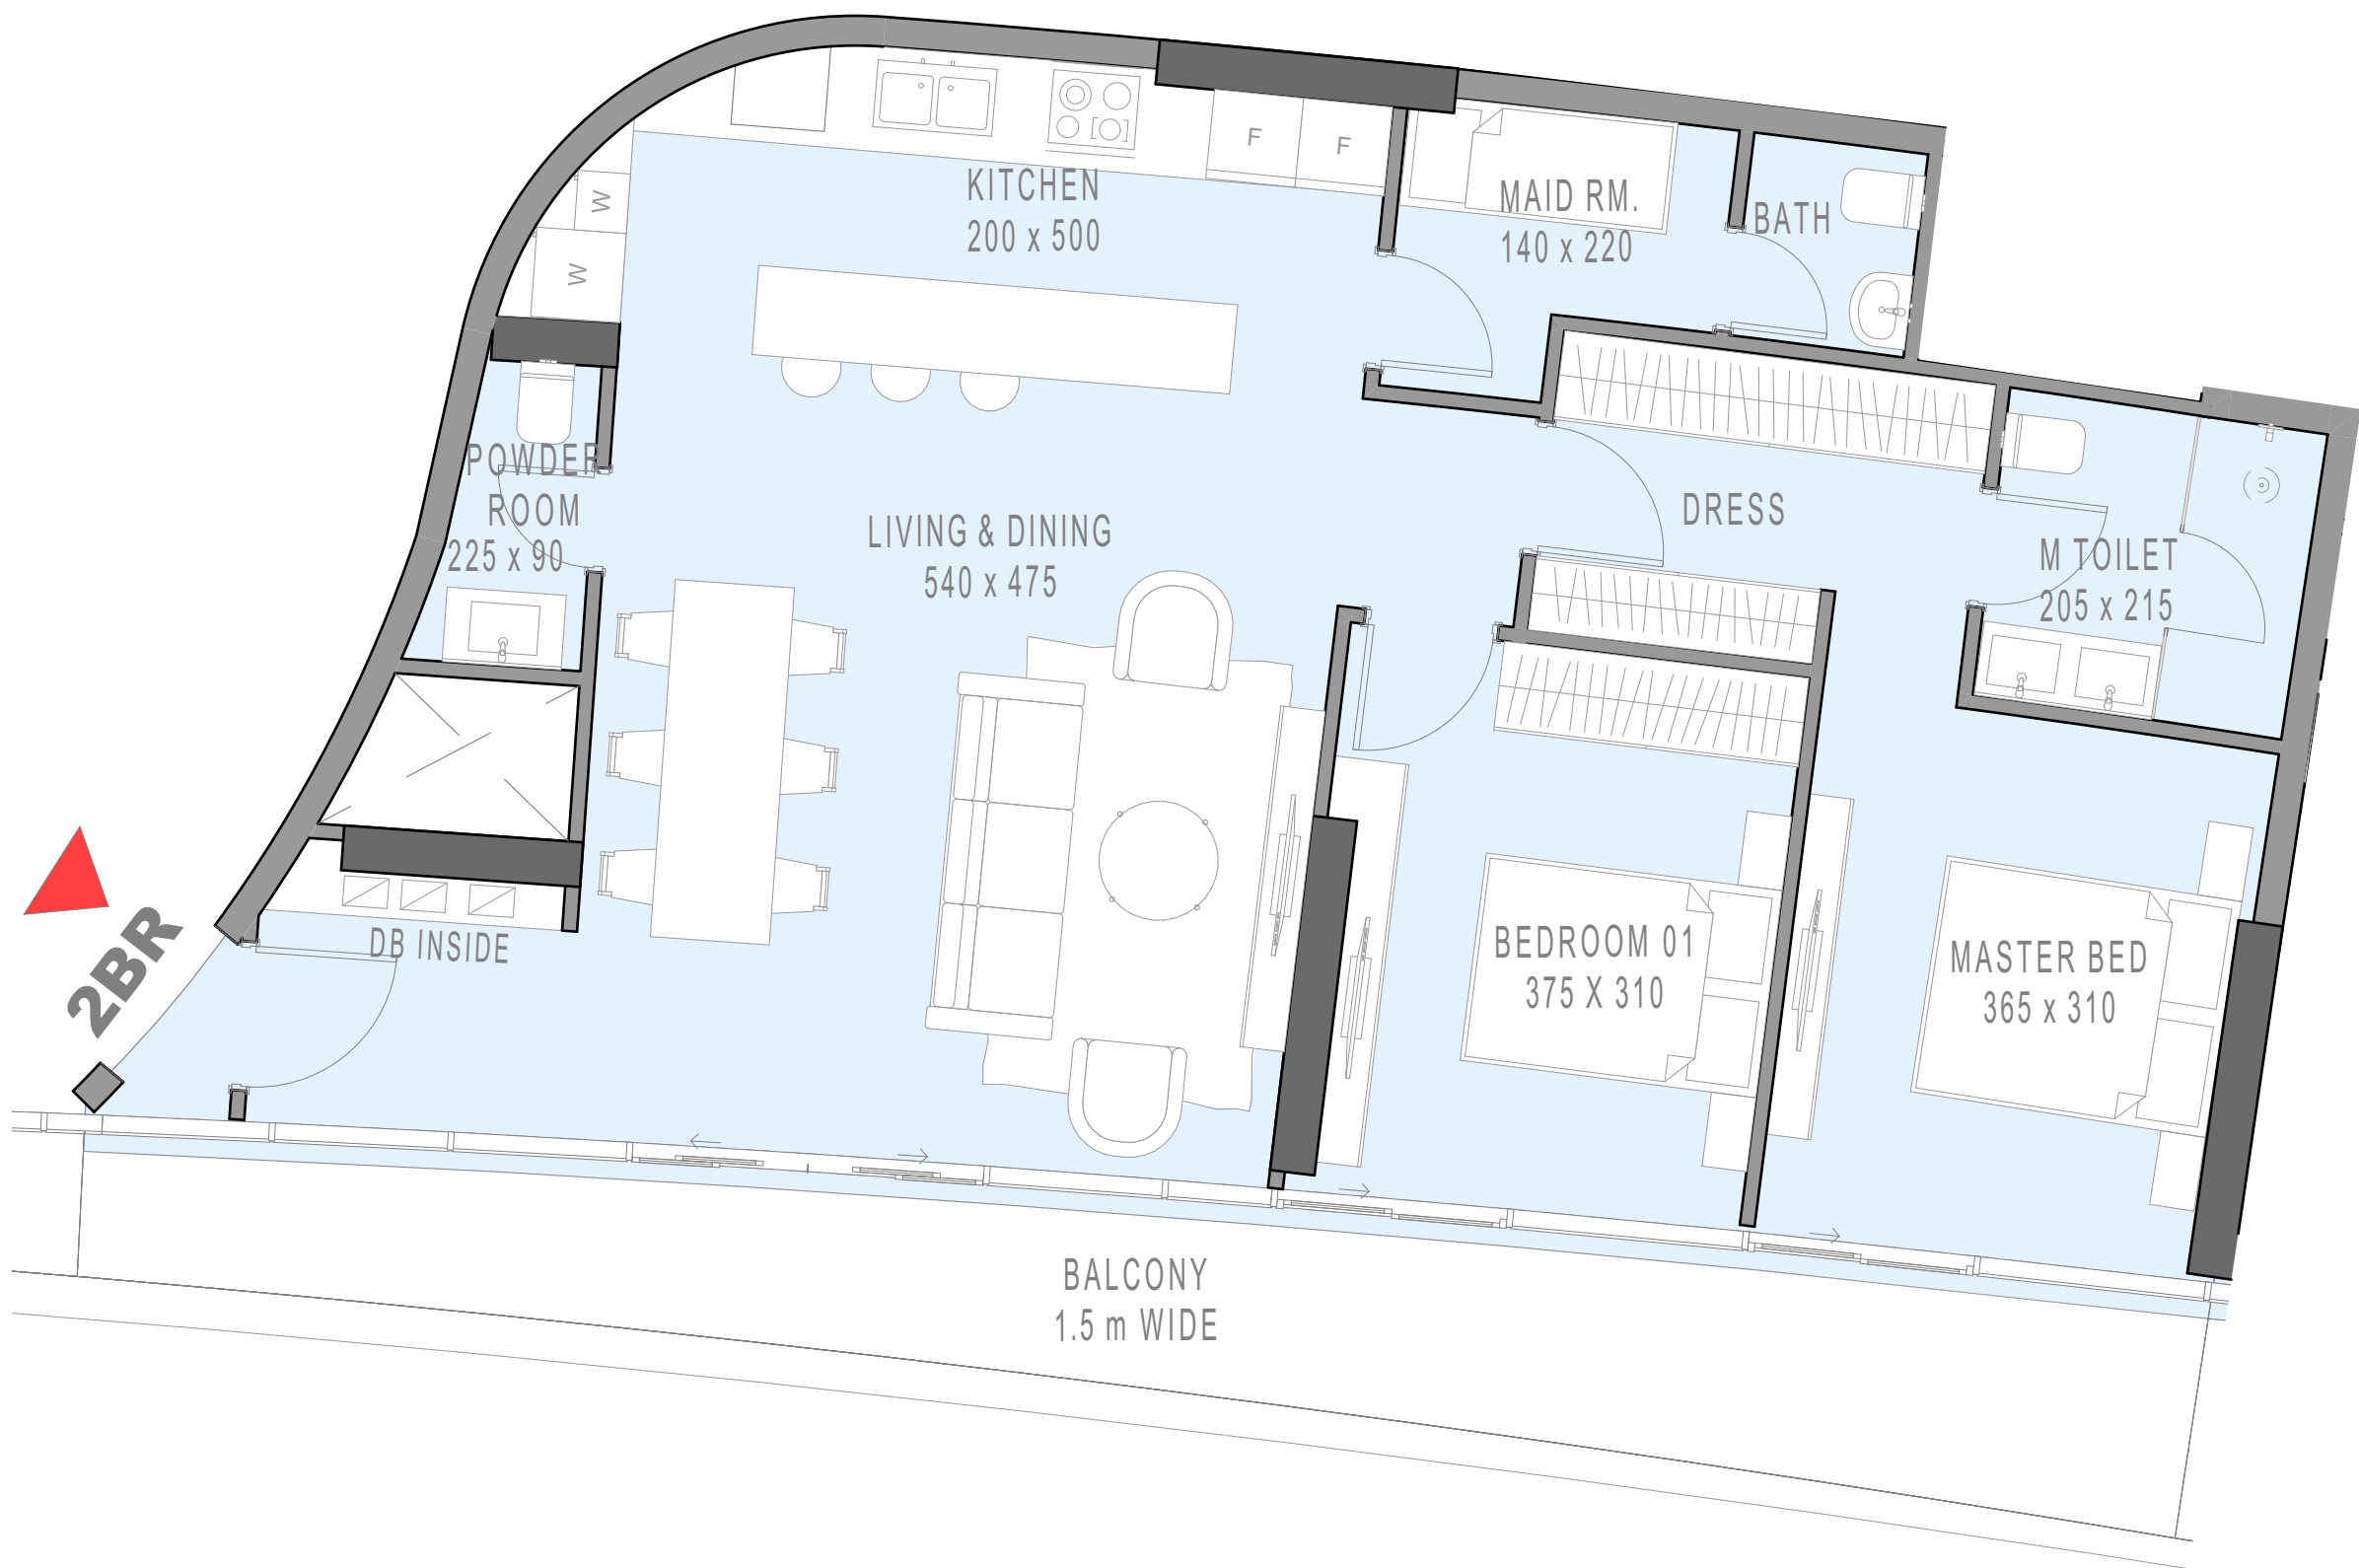 KITCHEN
200 x 500
F
F
MAID RM.
140 x 220
BATH
W
W
POWDER
ROOM
225 x 90
LIVING & DINING
540 x 475
DRESS
M TOILET
205 x 215
DB INSIDE
2BR
BEDROOM 01
375 X 310
MASTER BED
365 x 310
BALCONY
1.5 m WIDE